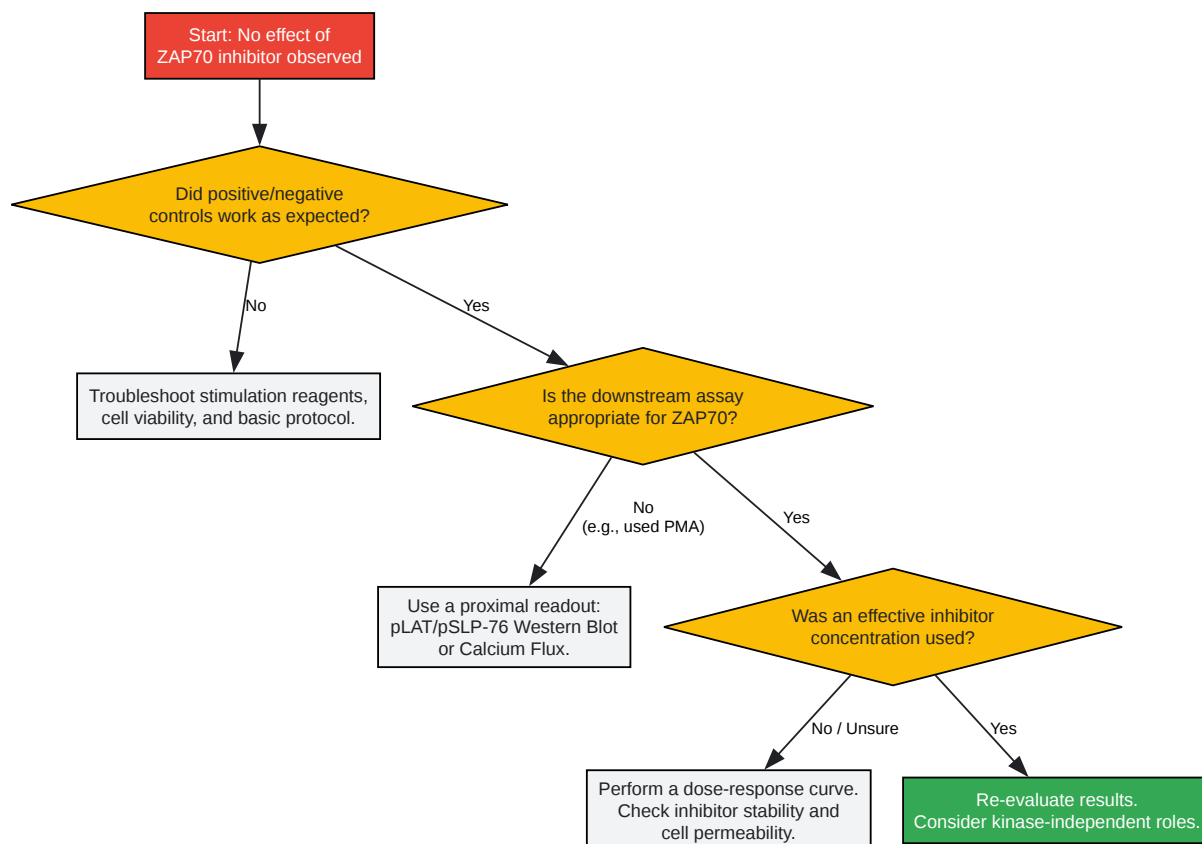 Start: No effect of
ZAP70 inhibitor observed
Did positive/negative
controls work as expected?
No
Yes
Troubleshoot stimulation reagents,
cell viability, and basic protocol.
Is the downstream assay
appropriate for ZAP70?
No
(e.g., used PMA)
Yes
Use a proximal readout:
pLAT/pSLP-76 Western Blot
or Calcium Flux.
Was an effective inhibitor
concentration used?
No / Unsure
Yes
Perform a dose-response curve.
Check inhibitor stability and
cell permeability.
Re-evaluate results.
Consider kinase-independent roles.